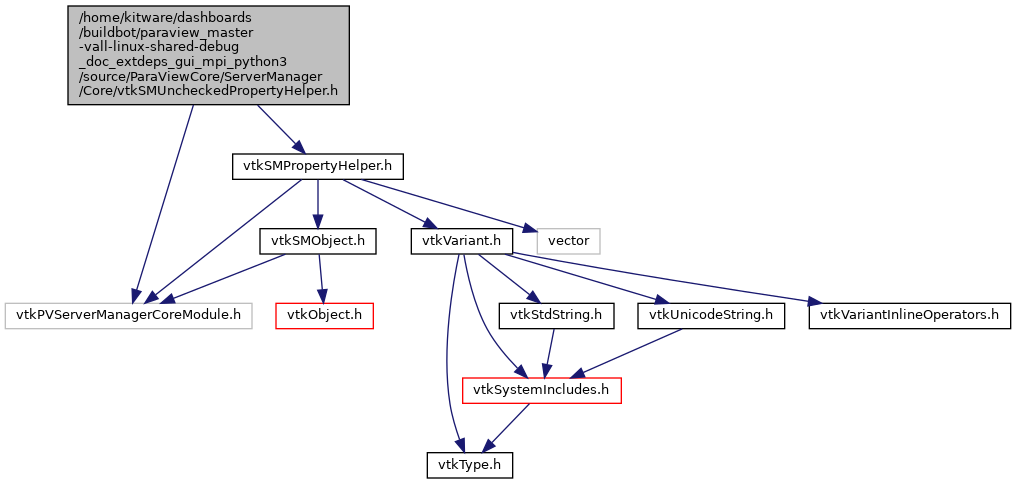 /home/kitware/dashboards
/buildbot/paraview_master
-vall-linux-shared-debug
_doc_extdeps_gui_mpi_python3
/source/ParaViewCore/ServerManager
/Core/vtkSMUncheckedPropertyHelper.h
vtkSMPropertyHelper.h
vtkSMObject.h
vtkVariant.h
vector
vtkPVServerManagerCoreModule.h
vtkObject.h
vtkStdString.h
vtkUnicodeString.h
vtkVariantInlineOperators.h
vtkSystemIncludes.h
vtkType.h